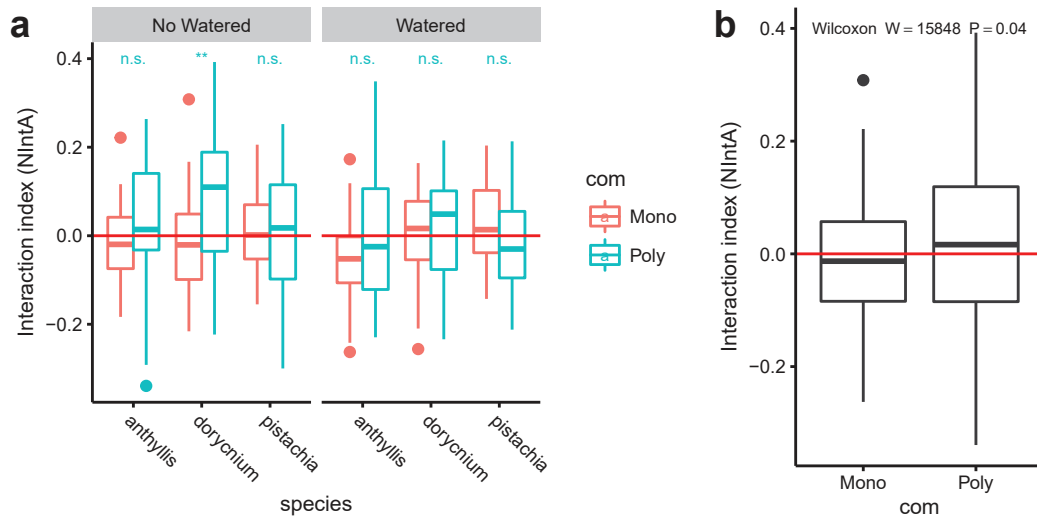 a
No Watered
Watered
Interaction index (NIntA)
0.4
0.2
0.0
−0.2
n.s.
**
n.s.
n.s.
n.s.
n.s.
anthyllis
dorycnium
pistachia
anthyllis
dorycnium
pistachia
species
com
a Mono
a Poly
b
Wilcoxon W = 15848 P = 0.04
Interaction index (NIntA)
0.4
0.2
0.0
−0.2
Mono
Poly
com